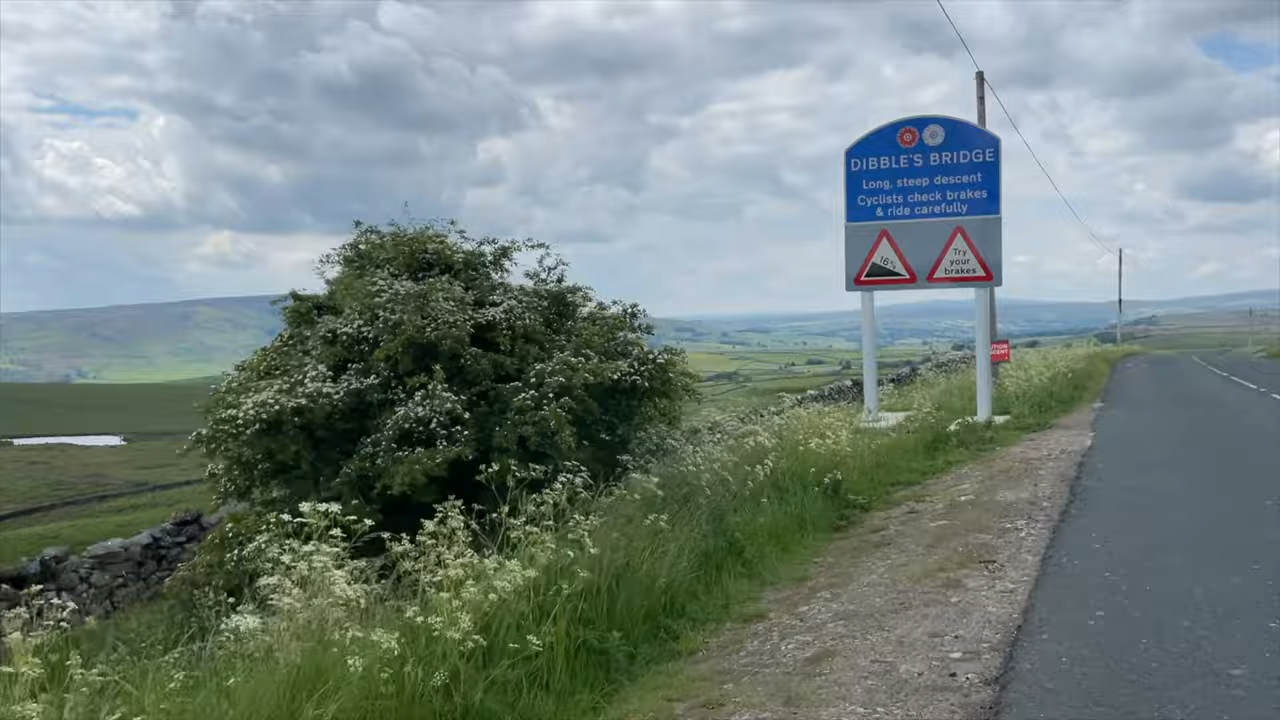 DIBBLE'S BRIDGE
Long, steep descent
Cyclists check brakes
& ride carefully
16%
Try
your
brakes